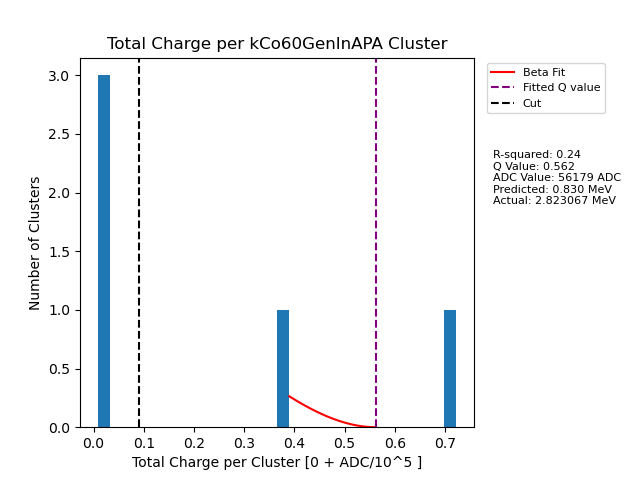 Total Charge per kCo60GenInAPA Cluster
Beta Fit
Fitted Q value
Cut
R-squared: 0.24
Q Value: 0.562
ADC Value: 56179 ADC
Predicted: 0.830 MeV
Actual: 2.823067 MeV
Number of Clusters
3.0
2.5
2.0
1.5
1.0
0.5
0.0
0.0 0.1 0.2 0.3 0.4 0.5 0.6 0.7
Total Charge per Cluster [0 + ADC/10^5 ]